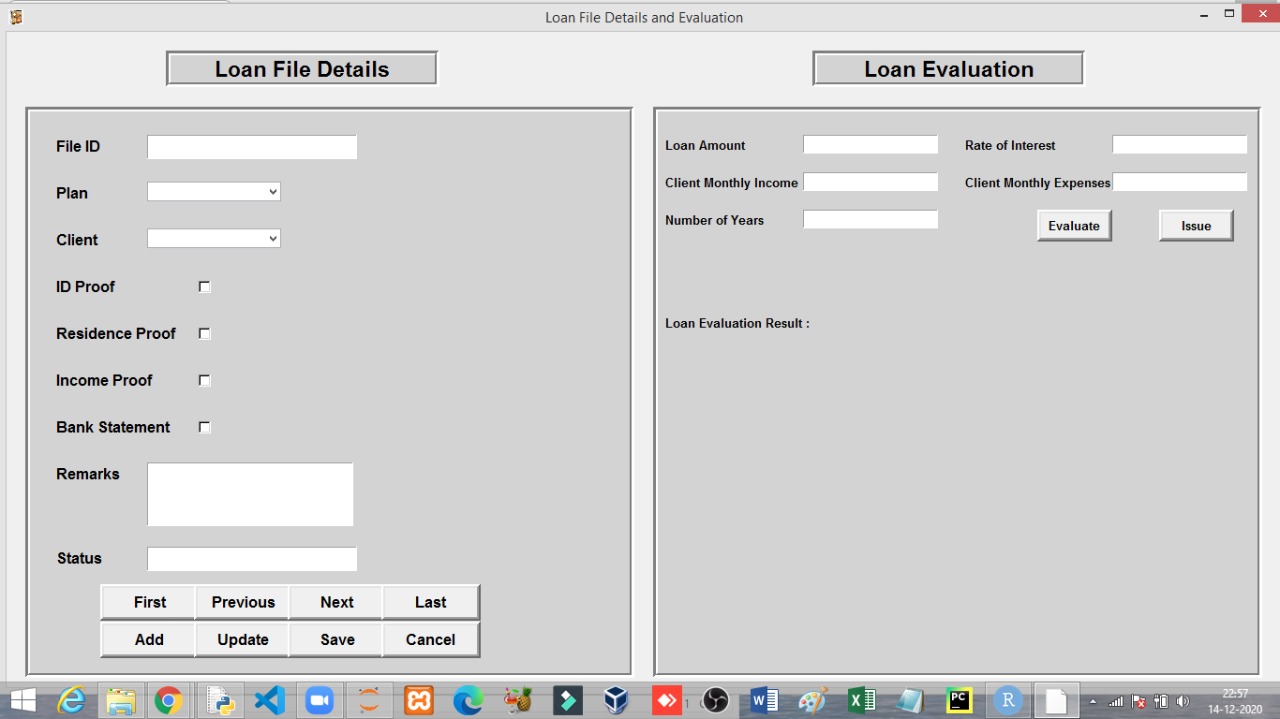 Loan File Details and Evaluation
Loan File Details
File ID
Plan
Client
ID Proof
Residence Proof
Income Proof
Bank Statement
Remarks
Status
First Previous Next Last
Add Update Save Cancel
Loan Evaluation
Loan Amount Rate of Interest
Client Monthly Income Client Monthly Expenses
Number of Years Evaluate Issue
Loan Evaluation Result :
W X PC R 1
22:57
14-12-2020